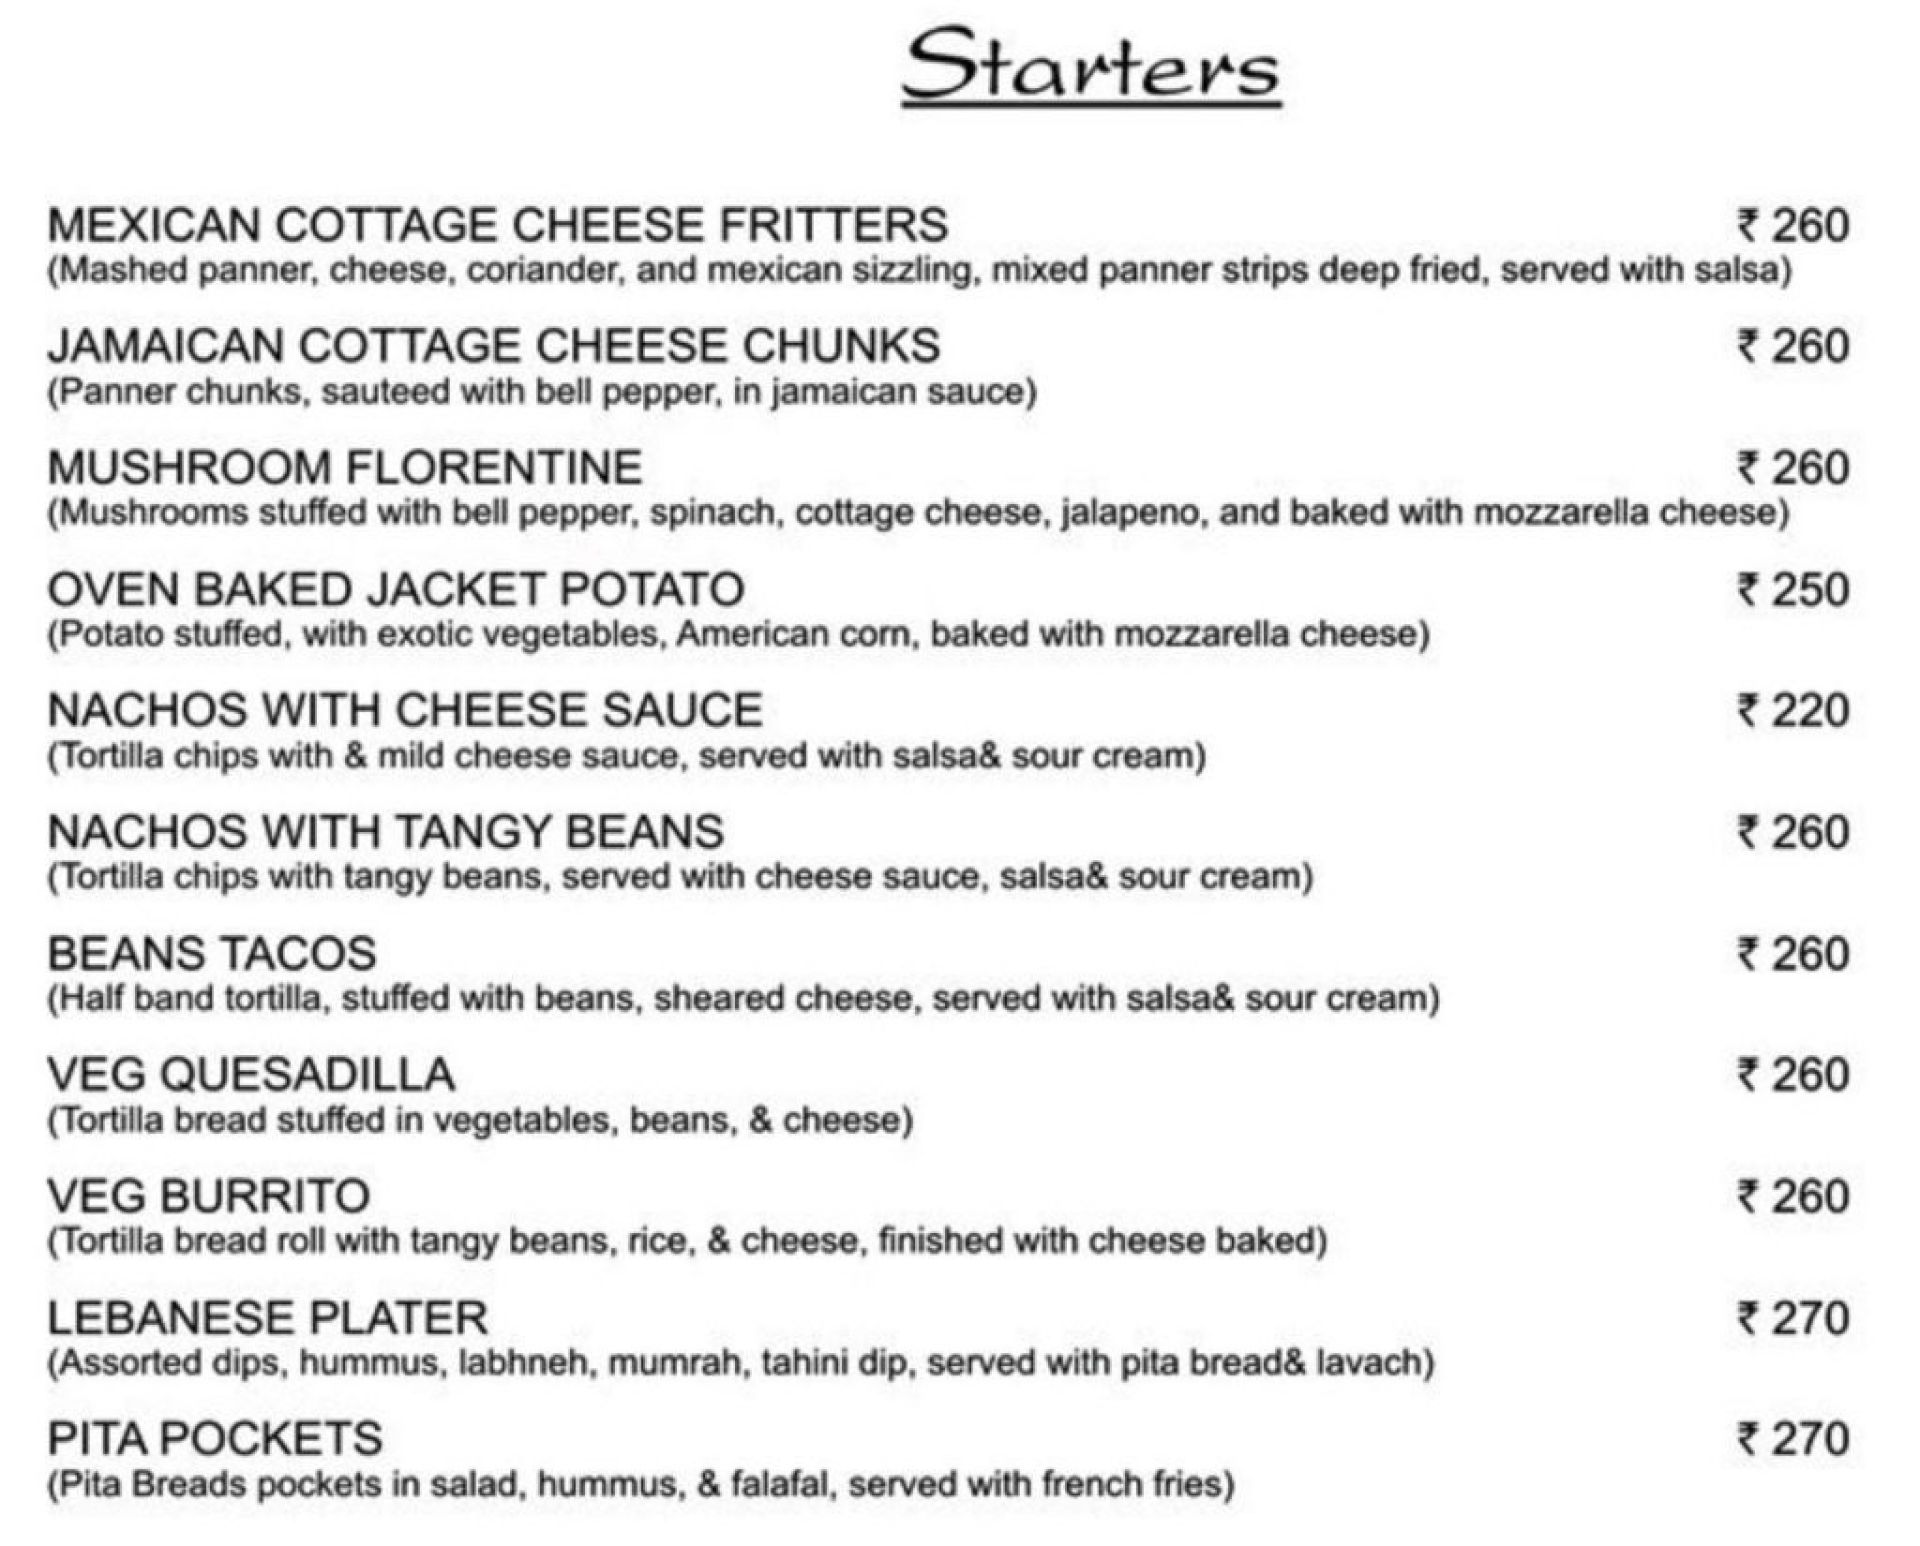 Starters
MEXICAN COTTAGE CHEESE FRITTERS ₹ 260
(Mashed panner, cheese, coriander, and mexican sizzling, mixed panner strips deep fried, served with salsa)
JAMAICAN COTTAGE CHEESE CHUNKS ₹ 260
(Panner chunks, sauteed with bell pepper, in jamaican sauce)
MUSHROOM FLORENTINE ₹ 260
(Mushrooms stuffed with bell pepper, spinach, cottage cheese, jalapeno, and baked with mozzarella cheese)
OVEN BAKED JACKET POTATO ₹ 250
(Potato stuffed, with exotic vegetables, American corn, baked with mozzarella cheese)
NACHOS WITH CHEESE SAUCE ₹ 220
(Tortilla chips with & mild cheese sauce, served with salsa& sour cream)
NACHOS WITH TANGY BEANS ₹ 260
(Tortilla chips with tangy beans, served with cheese sauce, salsa& sour cream)
BEANS TACOS ₹ 260
(Half band tortilla, stuffed with beans, sheared cheese, served with salsa& sour cream)
VEG QUESADILLA ₹ 260
(Tortilla bread stuffed in vegetables, beans, & cheese)
VEG BURRITO ₹ 260
(Tortilla bread roll with tangy beans, rice, & cheese, finished with cheese baked)
LEBANESE PLATER ₹ 270
(Assorted dips, hummus, labhneh, mumrah, tahini dip, served with pita bread& lavach)
PITA POCKETS ₹ 270
(Pita Breads pockets in salad, hummus, & falafal, served with french fries)